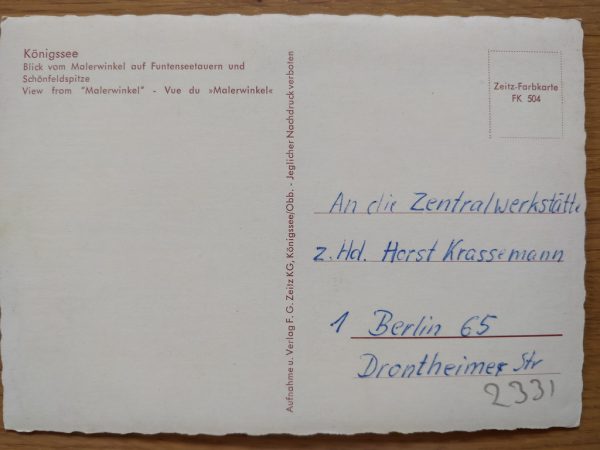 Königssee
Blick vom Malerwinkel auf Funtenseetauern und
Schönfeldspitze
View from "Malerwinkel" - Vue du »Malerwinkel«
Aufnahme u. Verlag F. G. Zeitz KG, Königssee/Obb. - Jeglicher Nachdruck verboten
Zeitz-Farbkarte
FK 504
An die Zentralwerkstätte
z. Hd. Horst Krassemann
1 Berlin 65
Drontheimer Str
2331